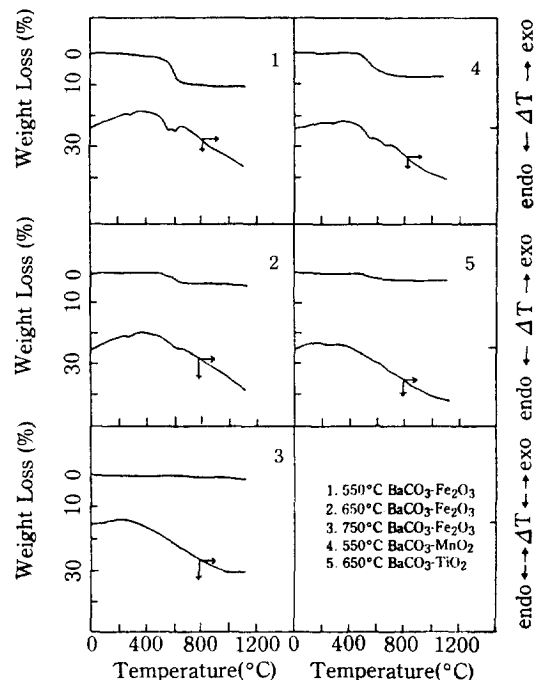 Weight Loss (%)
0
10
30
1
4
endo ← ΔT → exo
Weight Loss (%)
0
10
30
2
5
endo ← ΔT → exo
Weight Loss (%)
0
10
30
3
1. 550°C BaCO3-Fe2O3
2. 650°C BaCO3-Fe2O3
3. 750°C BaCO3-Fe2O3
4. 550°C BaCO3-MnO2
5. 650°C BaCO3-TiO2
endo ←→ ΔT ←→ exo
0 400 800 1200
0 400 800 1200
Temperature(°C)
Temperature(°C)